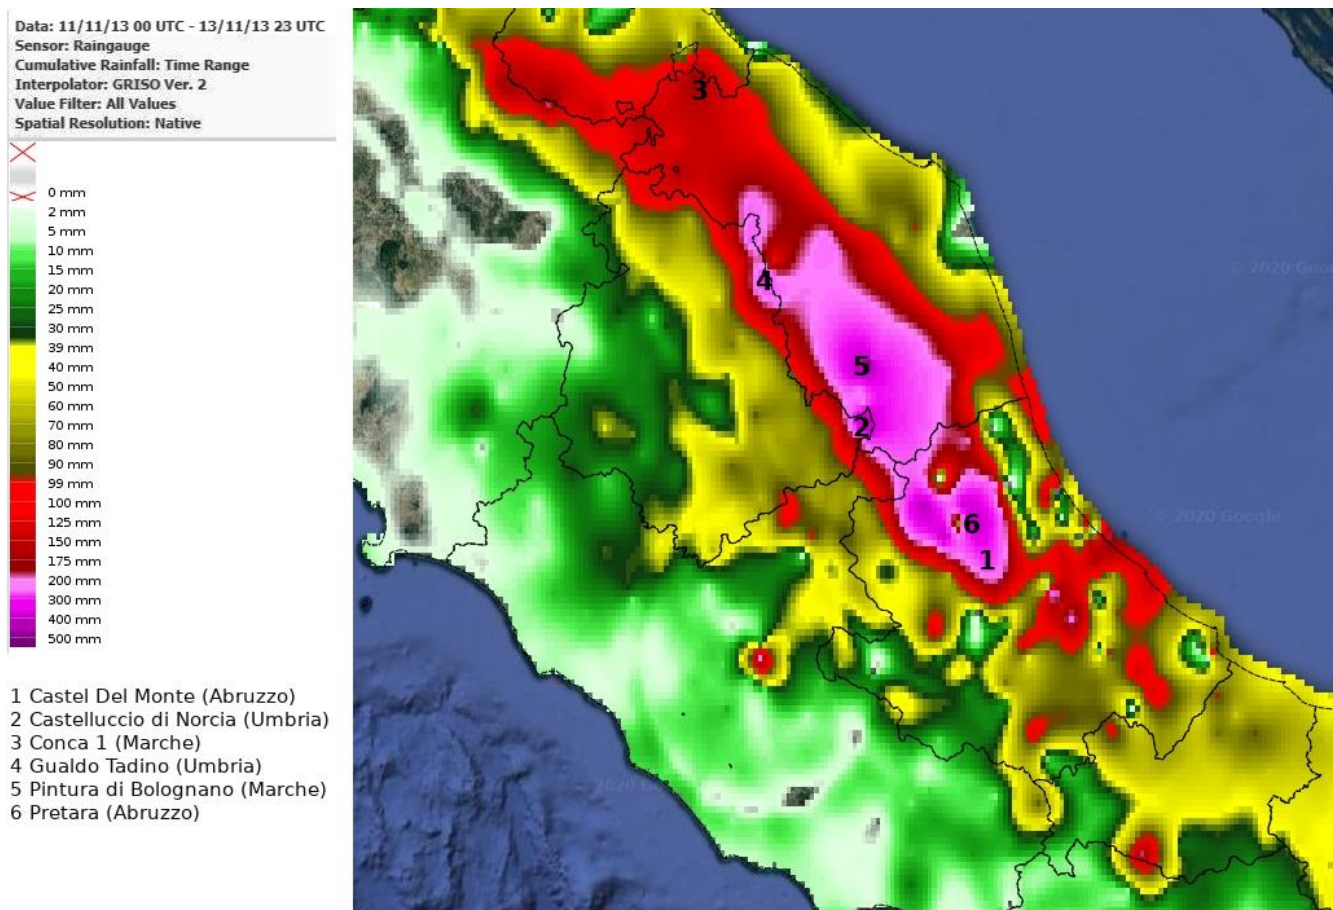 Data: 11/11/13 00 UTC - 13/11/13 23 UTC
Sensor: Raingauge
Cumulative Rainfall: Time Range
Interpolator: GRISO Ver. 2
Value Filter: All Values
Spatial Resolution: Native
0 mm
2 mm
5 mm
10 mm
15 mm
20 mm
25 mm
30 mm
39 mm
40 mm
50 mm
60 mm
70 mm
80 mm
90 mm
99 mm
100 mm
125 mm
150 mm
175 mm
200 mm
300 mm
400 mm
500 mm
1 Castel Del Monte (Abruzzo)
2 Castelluccio di Norcia (Umbria)
3 Conca 1 (Marche)
4 Gualdo Tadino (Umbria)
5 Pintura di Bolognano (Marche)
6 Pretara (Abruzzo)
3
4
5
2
6
1
© 2020
© 2020 Google